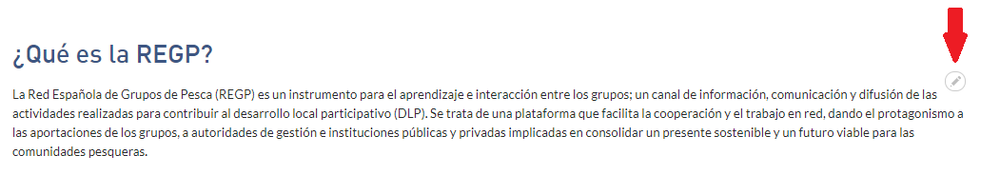 ¿Qué es la REGP?
La Red Española de Grupos de Pesca (REGP) es un instrumento para el aprendizaje e interacción entre los grupos; un canal de información, comunicación y difusión de las
actividades realizadas para contribuir al desarrollo local participativo (DLP). Se trata de una plataforma que facilita la cooperación y el trabajo en red, dando el protagonismo a
las aportaciones de los grupos, a autoridades de gestión e instituciones públicas y privadas implicadas en consolidar un presente sostenible y un futuro viable para las
comunidades pesqueras.